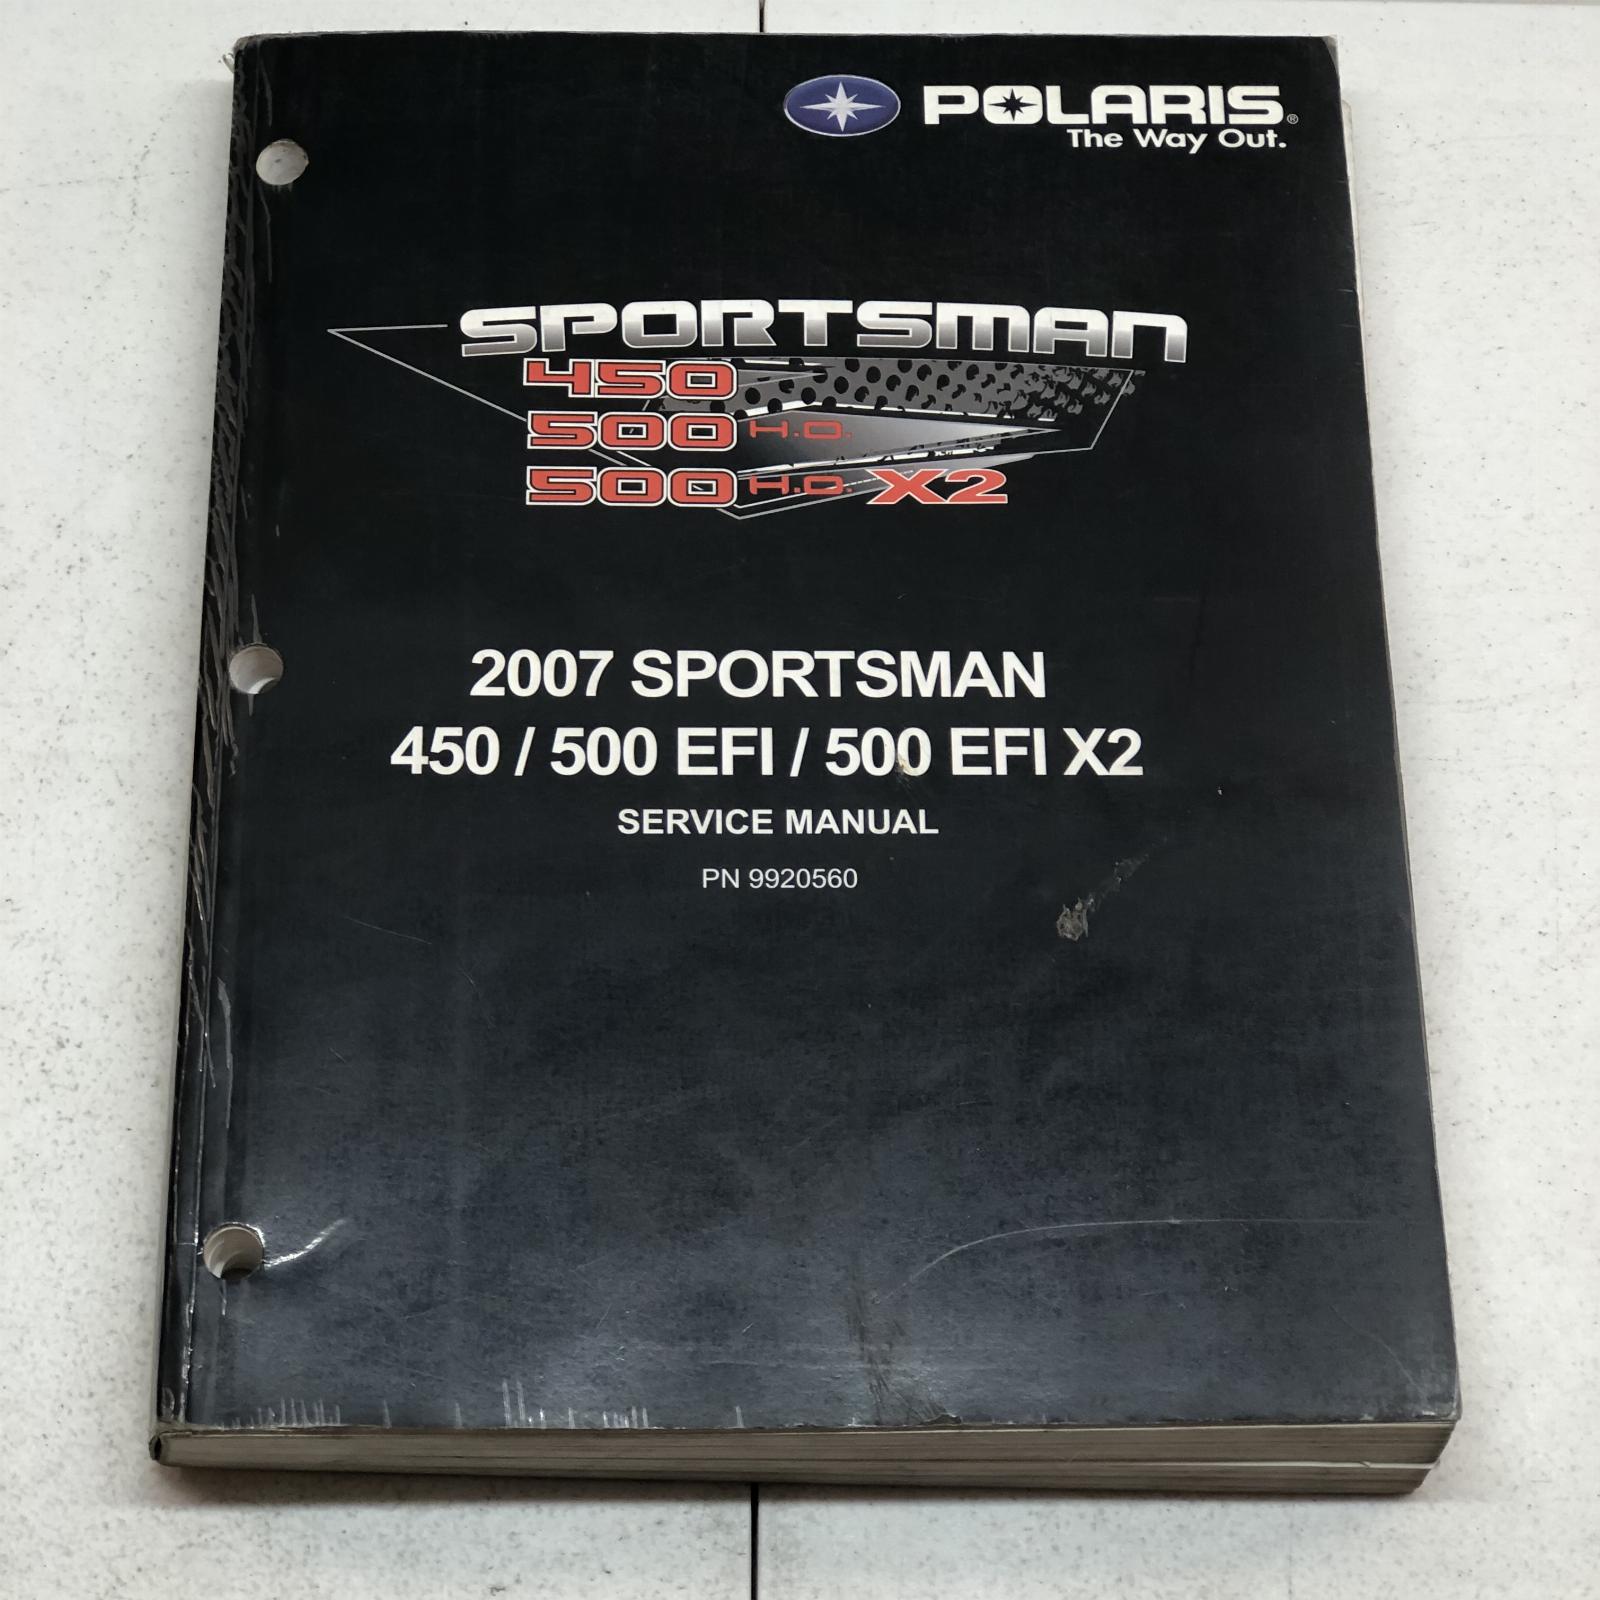 POLARIS®
The Way Out.
SPORTSMAN
450
500 H.O.
500 H.O. X2
2007 SPORTSMAN
450 / 500 EFI / 500 EFI X2
SERVICE MANUAL
PN 9920560